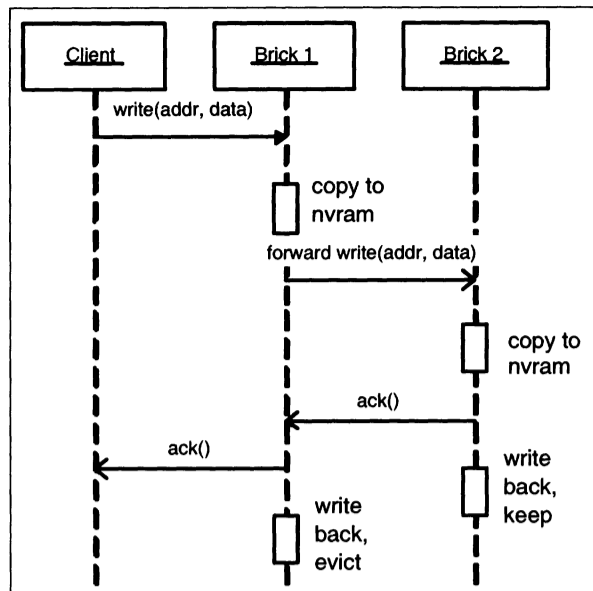 Client
Brick 1
Brick 2
write(addr, data)
copy to
nvram
forward write(addr, data)
copy to
nvram
ack()
ack()
write
back,
keep
write
back,
evict